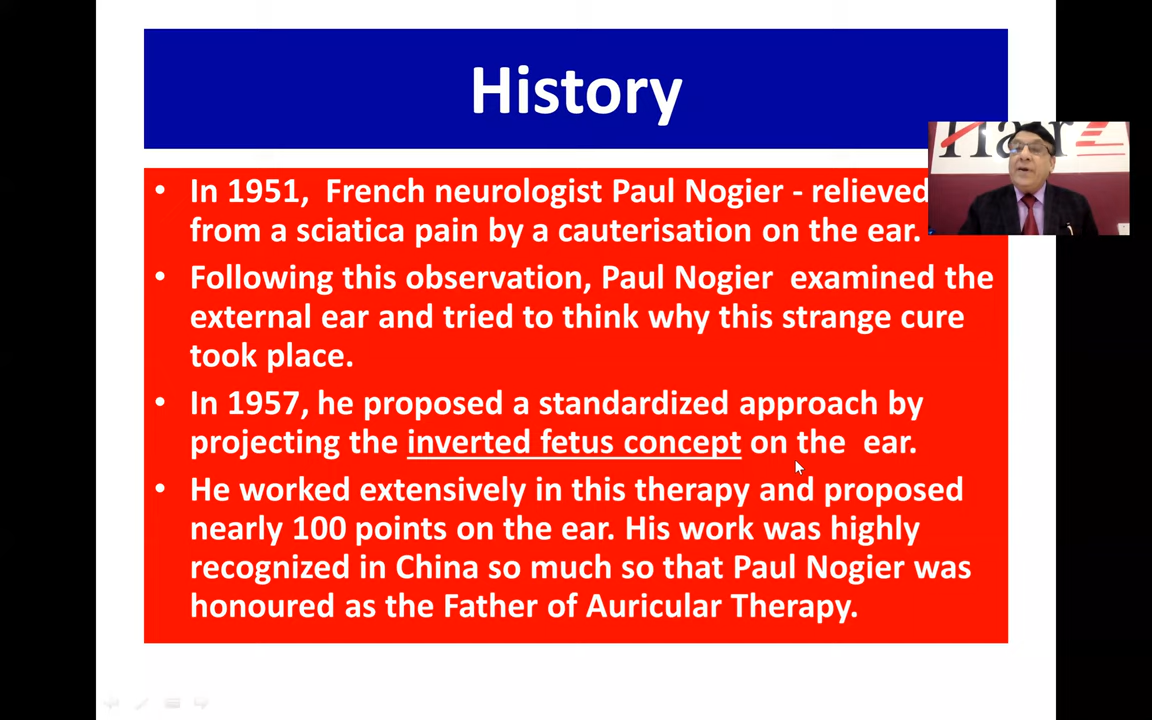 History
• In 1951,  French neurologist Paul Nogier - relieved
from a sciatica pain by a cauterisation on the ear.
• Following this observation, Paul Nogier  examined the
external ear and tried to think why this strange cure
took place.
• In 1957, he proposed a standardized approach by
projecting the inverted fetus concept on the  ear.
• He worked extensively in this therapy and proposed
nearly 100 points on the ear. His work was highly
recognized in China so much so that Paul Nogier was
honoured as the Father of Auricular Therapy.